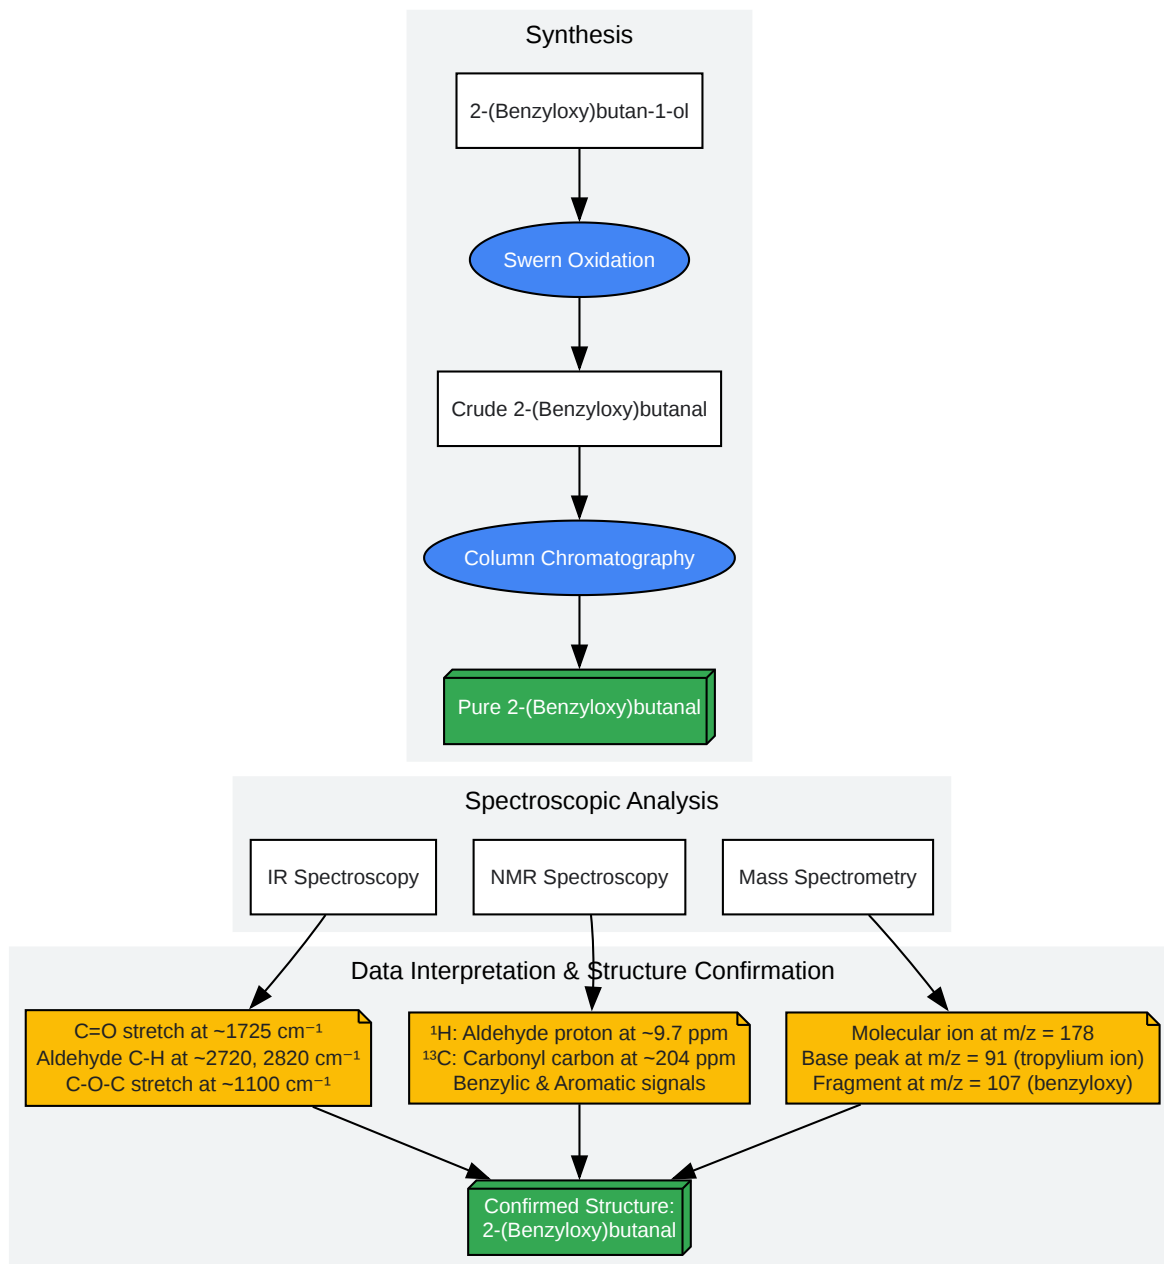 Synthesis
2-(Benzyloxy)butan-1-ol
Swern Oxidation
Crude 2-(Benzyloxy)butanal
Column Chromatography
Pure 2-(Benzyloxy)butanal
Spectroscopic Analysis
IR Spectroscopy
NMR Spectroscopy
Mass Spectrometry
Data Interpretation & Structure Confirmation
C=O stretch at ~1725 cm⁻¹
Aldehyde C-H at ~2720, 2820 cm⁻¹
C-O-C stretch at ~1100 cm⁻¹
¹H: Aldehyde proton at ~9.7 ppm
¹³C: Carbonyl carbon at ~204 ppm
Benzylic & Aromatic signals
Molecular ion at m/z = 178
Base peak at m/z = 91 (tropylium ion)
Fragment at m/z = 107 (benzyloxy)
Confirmed Structure:
2-(Benzyloxy)butanal